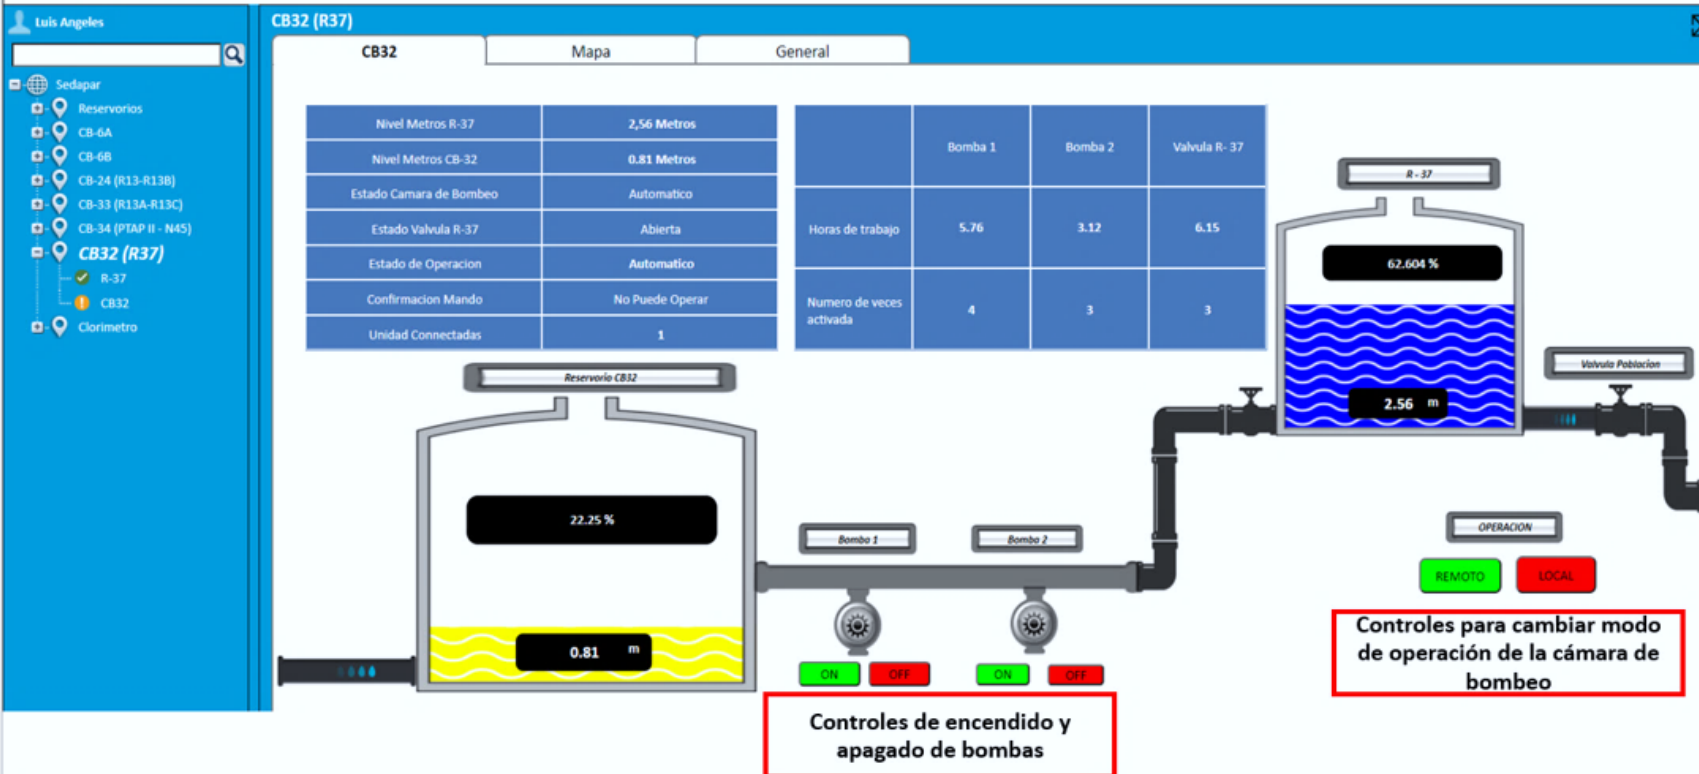 Luis Angeles
CB32 (R37)
CB32
Mapa
General
Sedapar
Reservorios
CB-6A
CB-6B
CB-24 (R13-R13B)
CB-33 (R13A-R13C)
CB-34 (PTAP II - N45)
CB32 (R37)
R-37
CB32
Clorimetro
Nivel Metros R-37 2,56 Metros
Nivel Metros CB-32 0.81 Metros
Estado Camara de Bombeo Automatico
Estado Valvula R-37 Abierta
Estado de Operacion Automatico
Confirmacion Mando No Puede Operar
Unidad Connectadas 1
Bomba 1 Bomba 2 Valvula R- 37
Horas de trabajo 5.76 3.12 6.15
Numero de veces
activada
4 3 3
R - 37
62.604 %
2.56 m
Valvula Poblacion
Reservorio CB32
22.25 %
0.81 m
Bomba 1
Bomba 2
ON OFF
ON OFF
OPERACION
REMOTO LOCAL
Controles para cambiar modo
de operación de la cámara de
bombeo
Controles de encendido y
apagado de bombas